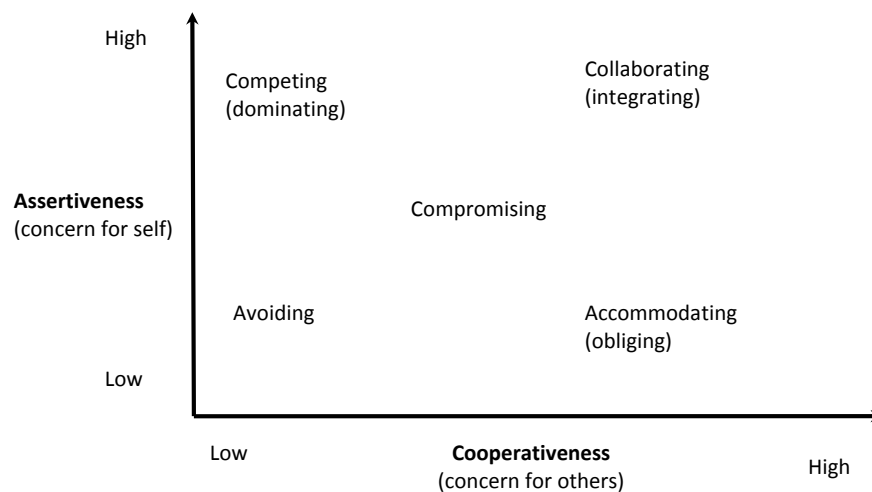 High
Competing
(dominating)
Collaborating
(integrating)
Assertiveness
(concern for self)
Compromising
Avoiding
Accommodating
(obliging)
Low
Low
Cooperativeness
(concern for others)
High